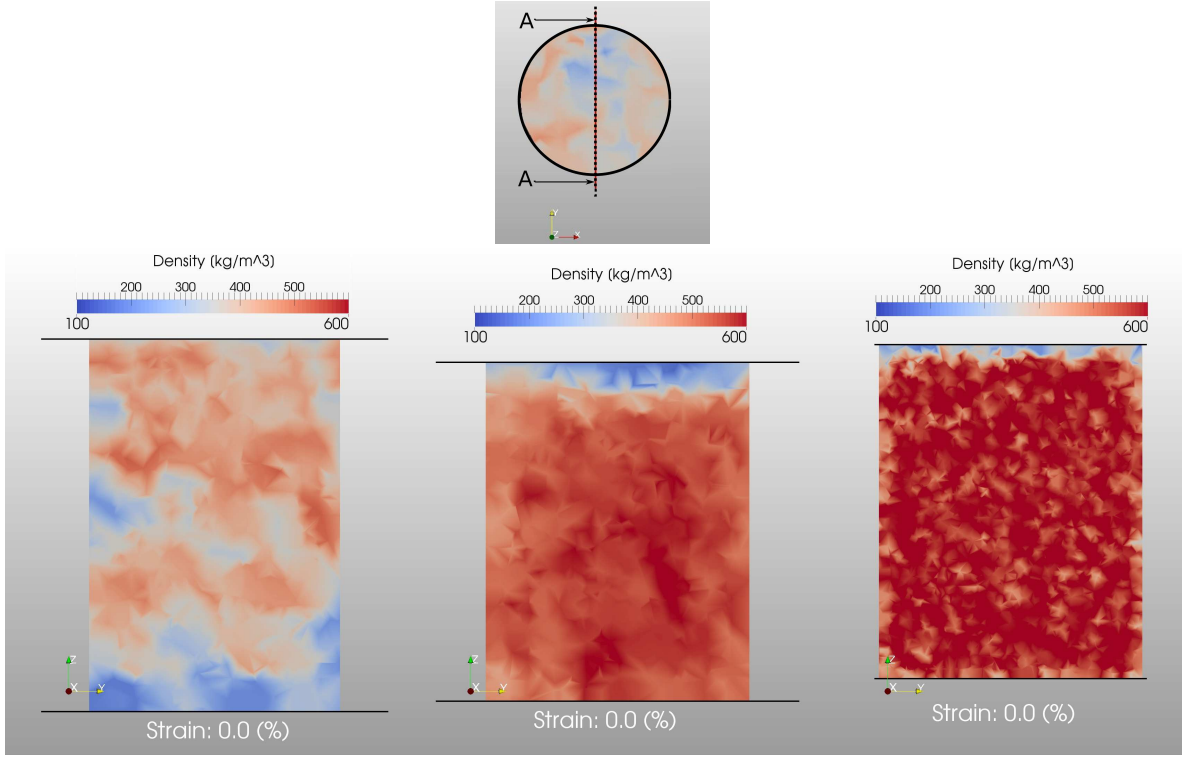 A
A
Y
Z
X
Density (kg/m^3)
200 300 400 500
100 600
Density (kg/m^3)
200 300 400 500
100 600
Density (kg/m^3)
200 300 400 500
100 600
Z
X Y
Strain: 0.0 (%)
Z
X Y
Strain: 0.0 (%)
Z
X Y
Strain: 0.0 (%)